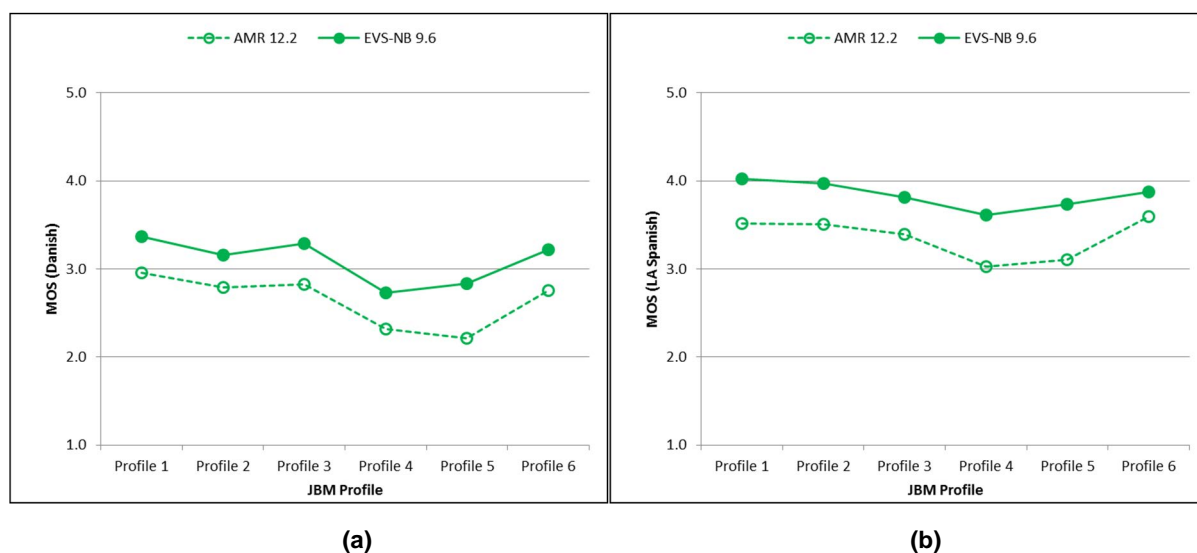 AMR 12.2 EVS-NB 9.6
5.0
4.0
3.0
2.0
1.0
MOS (Danish)
Profile 1 Profile 2 Profile 3 Profile 4 Profile 5 Profile 6
JBM Profile
(a)
AMR 12.2 EVS-NB 9.6
5.0
4.0
3.0
2.0
1.0
MOS (LA Spanish)
Profile 1 Profile 2 Profile 3 Profile 4 Profile 5 Profile 6
JBM Profile
(b)